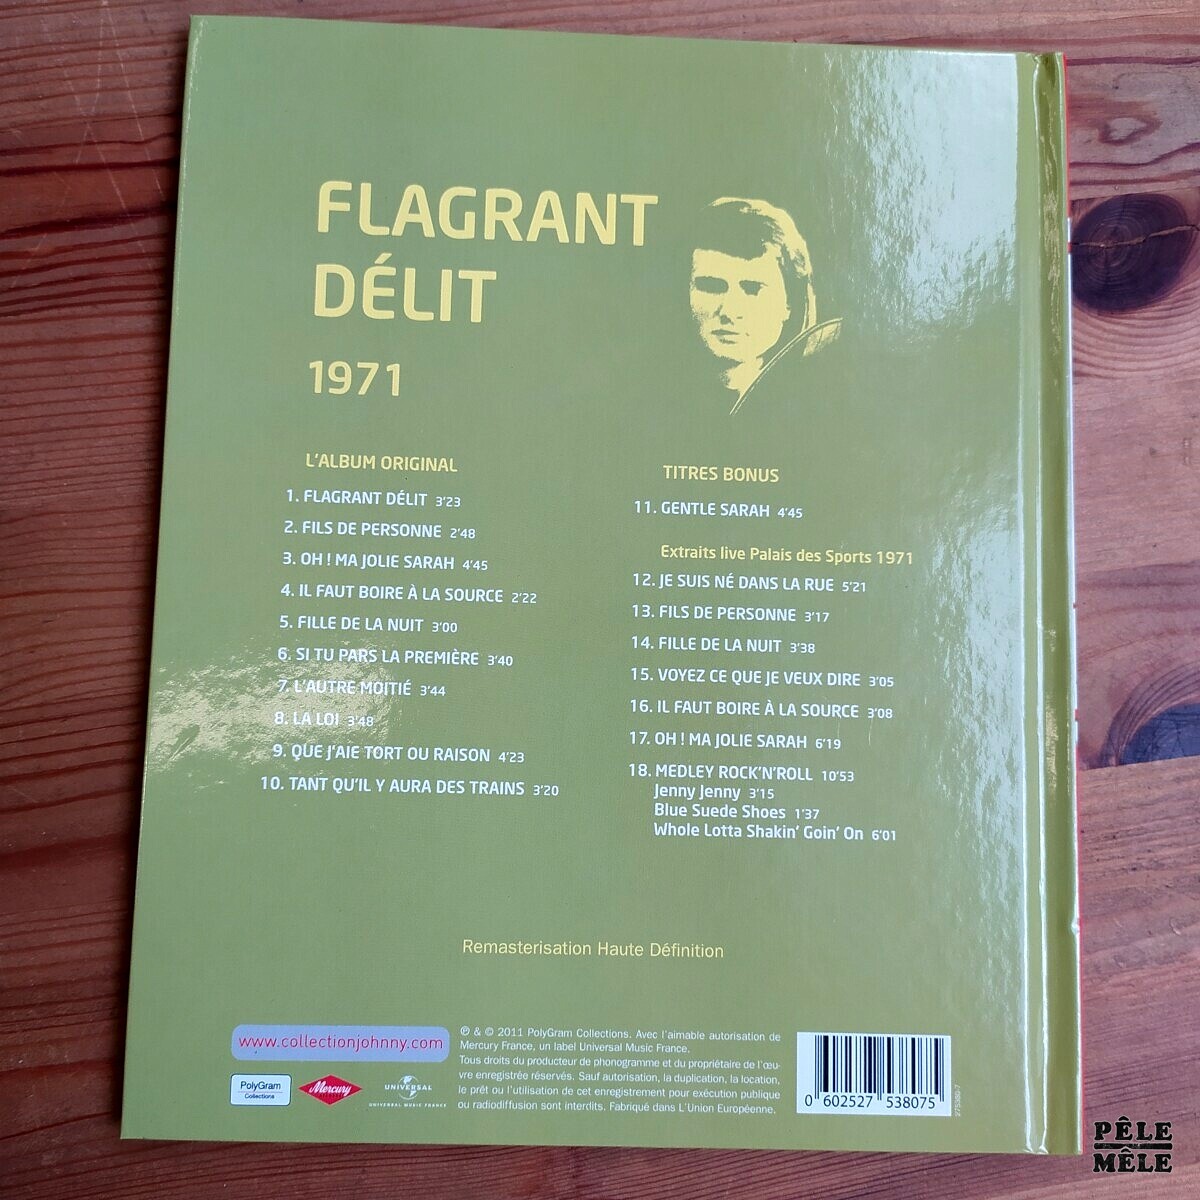 FLAGRANT
DÉLIT
1971
L'ALBUM ORIGINAL
1. FLAGRANT DÉLIT 3'23
2. FILS DE PERSONNE 2'48
3. OH ! MA JOLIE SARAH 4'45
4. IL FAUT BOIRE À LA SOURCE 2'22
5. FILLE DE LA NUIT 3'00
6. SI TU PARS LA PREMIÈRE 3'40
7. L'AUTRE MOITIÉ 3'44
8. LA LOI 3'48
9. QUE J'AIE TORT OU RAISON 4'23
10. TANT QU'IL Y AURA DES TRAINS 3'20
TITRES BONUS
11. GENTLE SARAH 4'45
Extraits live Palais des Sports 1971
12. JE SUIS NÉ DANS LA RUE 5'21
13. FILS DE PERSONNE 3'17
14. FILLE DE LA NUIT 3'38
15. VOYEZ CE QUE JE VEUX DIRE 3'05
16. IL FAUT BOIRE À LA SOURCE 3'08
17. OH ! MA JOLIE SARAH 6'19
18. MEDLEY ROCK'N'ROLL 10'53
Jenny Jenny 3'15
Blue Suede Shoes 1'37
Whole Lotta Shakin' Goin' On 6'01
Remasterisation Haute Définition
www.collectionjohnny.com
PolyGram
Collections
Mercury
UNIVERSAL
UNIVERSAL MUSIC FRANCE
℗ & © 2011 PolyGram Collections. Avec l'aimable autorisation de
Mercury France, un label Universal Music France.
Tous droits du producteur de phonogramme et du propriétaire de l'œu-
vre enregistrée réservés. Sauf autorisation, la duplication, la location,
le prêt ou l'utilisation de cet enregistrement pour exécution publique
ou radiodiffusion sont interdits. Fabriqué dans L'Union Européenne.
0 602527 538075
275380-7
PÊLE
MÊLE